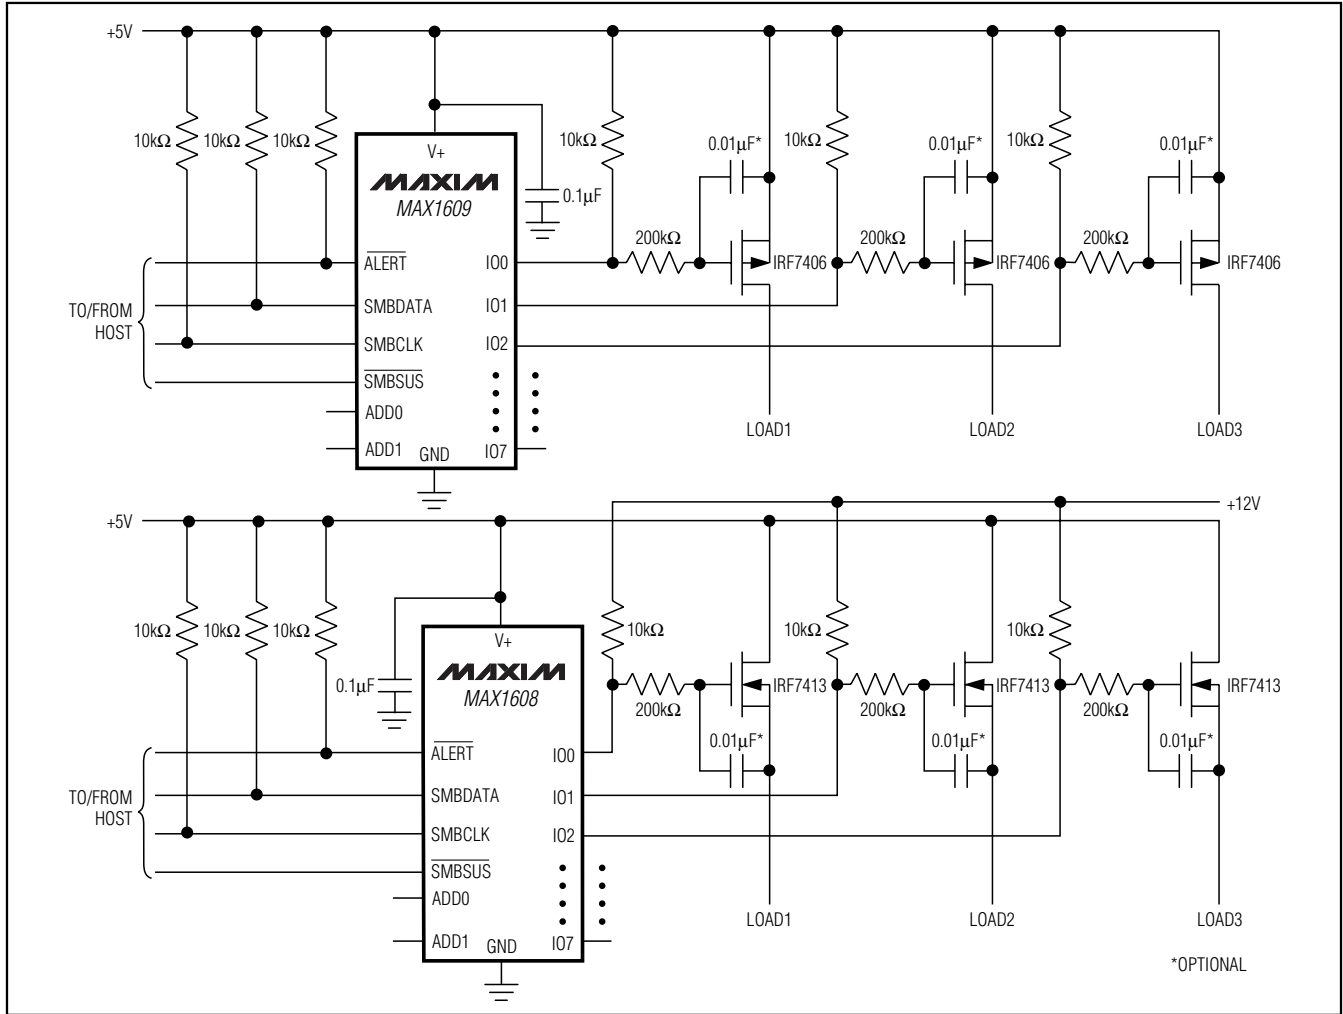 +5V
10kΩ 10kΩ 10kΩ
V+
MAXIM
MAX1609
0.1µF
10kΩ
0.01µF*
10kΩ
0.01µF*
10kΩ
0.01µF*
200kΩ
IRF7406
200kΩ
IRF7406
200kΩ
IRF7406
TO/FROM
HOST
ALERT
SMBDATA
SMBCLK
SMBSUS
ADD0
ADD1
GND
IO0
IO1
IO2
IO7
LOAD1
LOAD2
LOAD3
+5V
+12V
10kΩ 10kΩ 10kΩ
0.1µF
V+
MAXIM
MAX1608
10kΩ
10kΩ
10kΩ
200kΩ
IRF7413
200kΩ
IRF7413
200kΩ
IRF7413
0.01µF*
0.01µF*
0.01µF*
TO/FROM
HOST
ALERT
SMBDATA
SMBCLK
SMBSUS
ADD0
ADD1
GND
IO0
IO1
IO2
IO7
LOAD1
LOAD2
LOAD3
*OPTIONAL